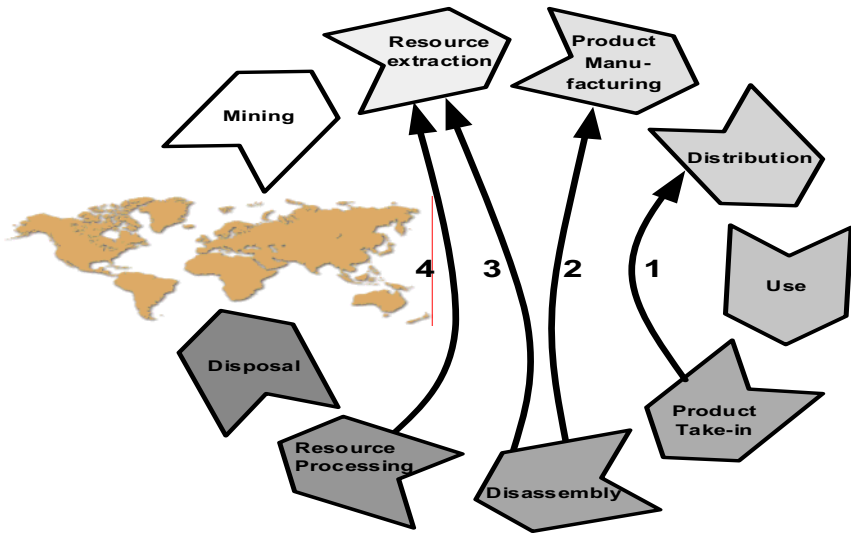 Resource
extraction
Product
Manu-
facturing
Mining
Distribution
4
3
2
1
Use
Disposal
Product
Take-in
Resource
Processing
Disassembly